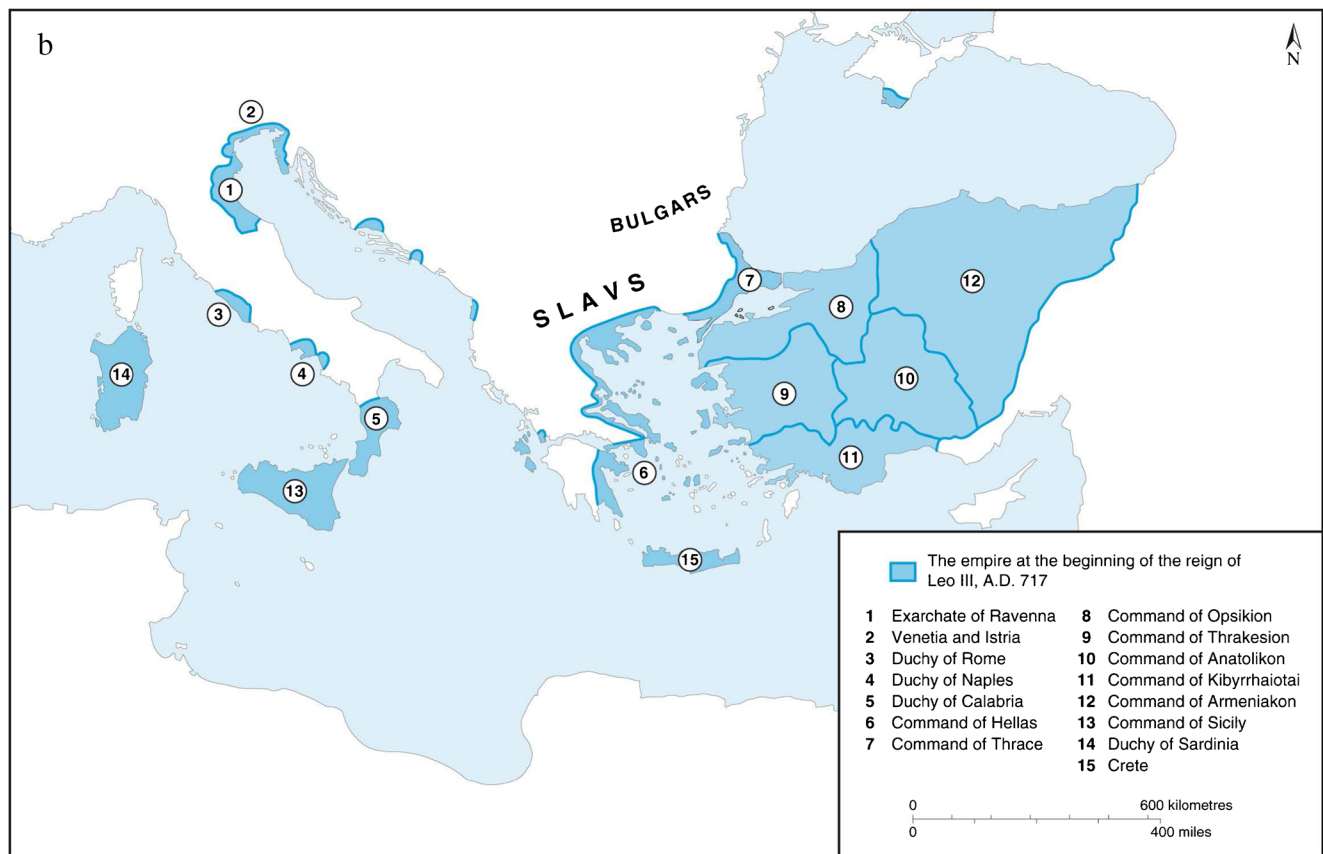 b
N
2
1
BULGARS
7
12
SLAVS
8
3
14
4
10
9
5
11
6
13
15
The empire at the beginning of the reign of
Leo III, A.D. 717
1 Exarchate of Ravenna
2 Venetia and Istria
3 Duchy of Rome
4 Duchy of Naples
5 Duchy of Calabria
6 Command of Hellas
7 Command of Thrace
8 Command of Opsikion
9 Command of Thrakesion
10 Command of Anatolikon
11 Command of Kibyrrhaiotai
12 Command of Armeniakon
13 Command of Sicily
14 Duchy of Sardinia
15 Crete
0 600 kilometres
0 400 miles